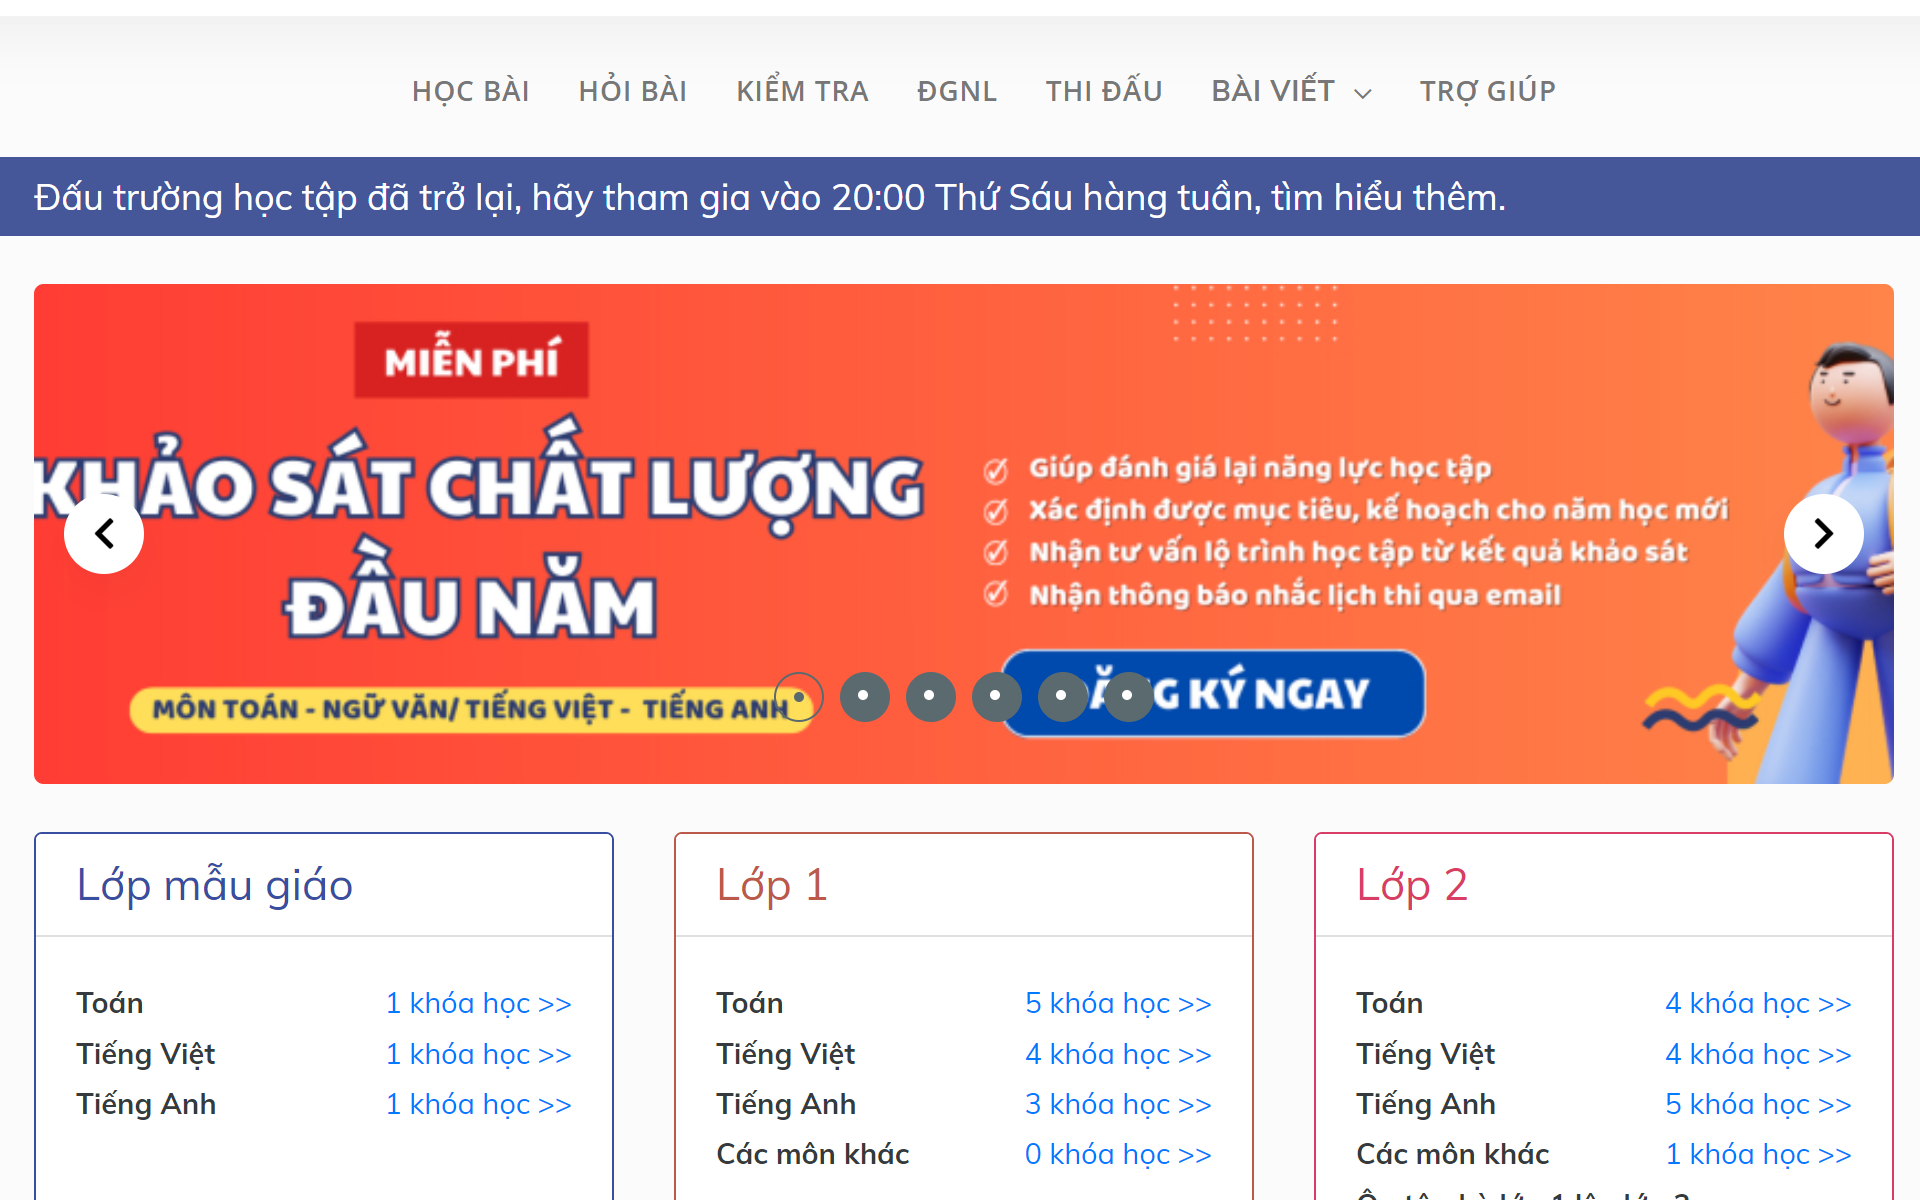 HỌC BÀI HỎI BÀI KIỂM TRA ĐGNL THI ĐẤU BÀI VIẾT TRỢ GIÚP
Đấu trường học tập đã trở lại, hãy tham gia vào 20:00 Thứ Sáu hàng tuần, tìm hiểu thêm.
MIỄN PHÍ
KHẢO SÁT CHẤT LƯỢNG
ĐẦU NĂM
MÔN TOÁN - NGỮ VĂN/ TIẾNG VIỆT - TIẾNG ANH
Giúp đánh giá lại năng lực học tập
Xác định được mục tiêu, kế hoạch cho năm học mới
Nhận tư vấn lộ trình học tập từ kết quả khảo sát
Nhận thông báo nhắc lịch thi qua email
KÝ NGAY
Lớp mẫu giáo
Toán 1 khóa học >>
Tiếng Việt 1 khóa học >>
Tiếng Anh 1 khóa học >>
Lớp 1
Toán 5 khóa học >>
Tiếng Việt 4 khóa học >>
Tiếng Anh 3 khóa học >>
Các môn khác 0 khóa học >>
Lớp 2
Toán 4 khóa học >>
Tiếng Việt 4 khóa học >>
Tiếng Anh 5 khóa học >>
Các môn khác 1 khóa học >>